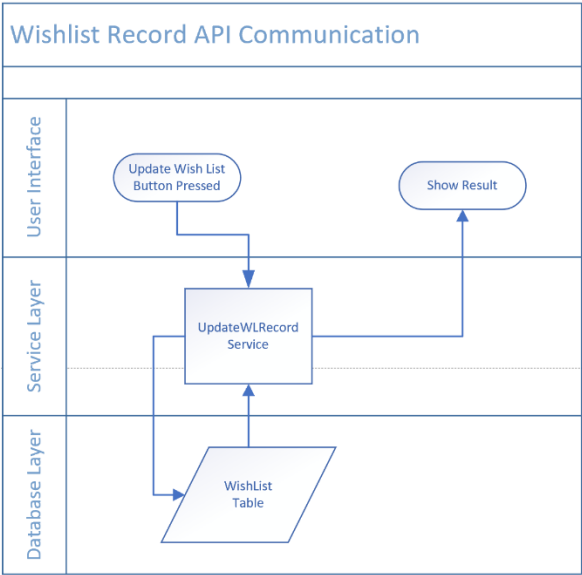 Wishlist Record API Communication
User Interface
Update Wish List
Button Pressed
Show Result
Service Layer
UpdateWLRecord
Service
Database Layer
WishList
Table